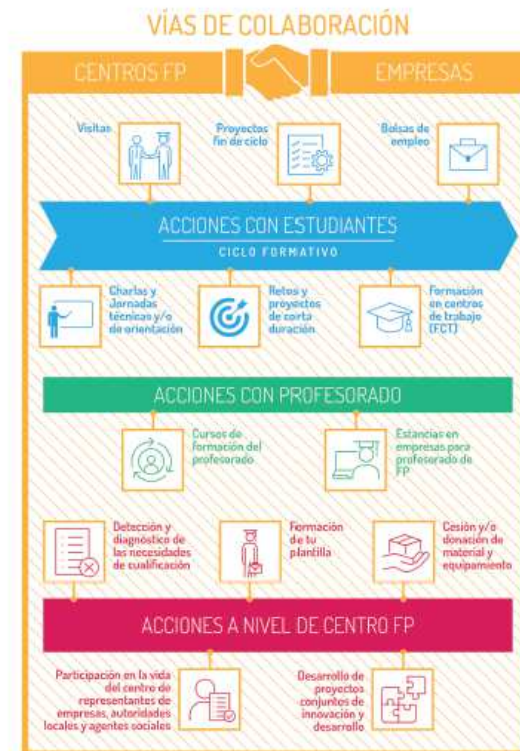 VÍAS DE COLABORACIÓN
CENTROS FP
EMPRESAS
Visitas
Proyectos
fin de ciclo
Bolsas de
empleo
ACCIONES CON ESTUDIANTES
CICLO FORMATIVO
Charlas y
Jornadas
técnicas y/o
de orientación
Retos y
proyectos
de corta
duración
Formación
en centros
de trabajo
(FCT)
ACCIONES CON PROFESORADO
Cursos de
formación del
profesorado
Estancias en
empresas para
profesorado de
FP
Detección y
diagnóstico de
las necesidades
de cualificación
Formación
de tu
plantilla
Cesión y/o
donación de
material y
equipamiento
ACCIONES A NIVEL DE CENTRO FP
Participación en la vida
del centro de
representantes de
empresas, autoridades
locales y agentes sociales
Desarrollo de
proyectos
conjuntos de
innovación y
desarrollo